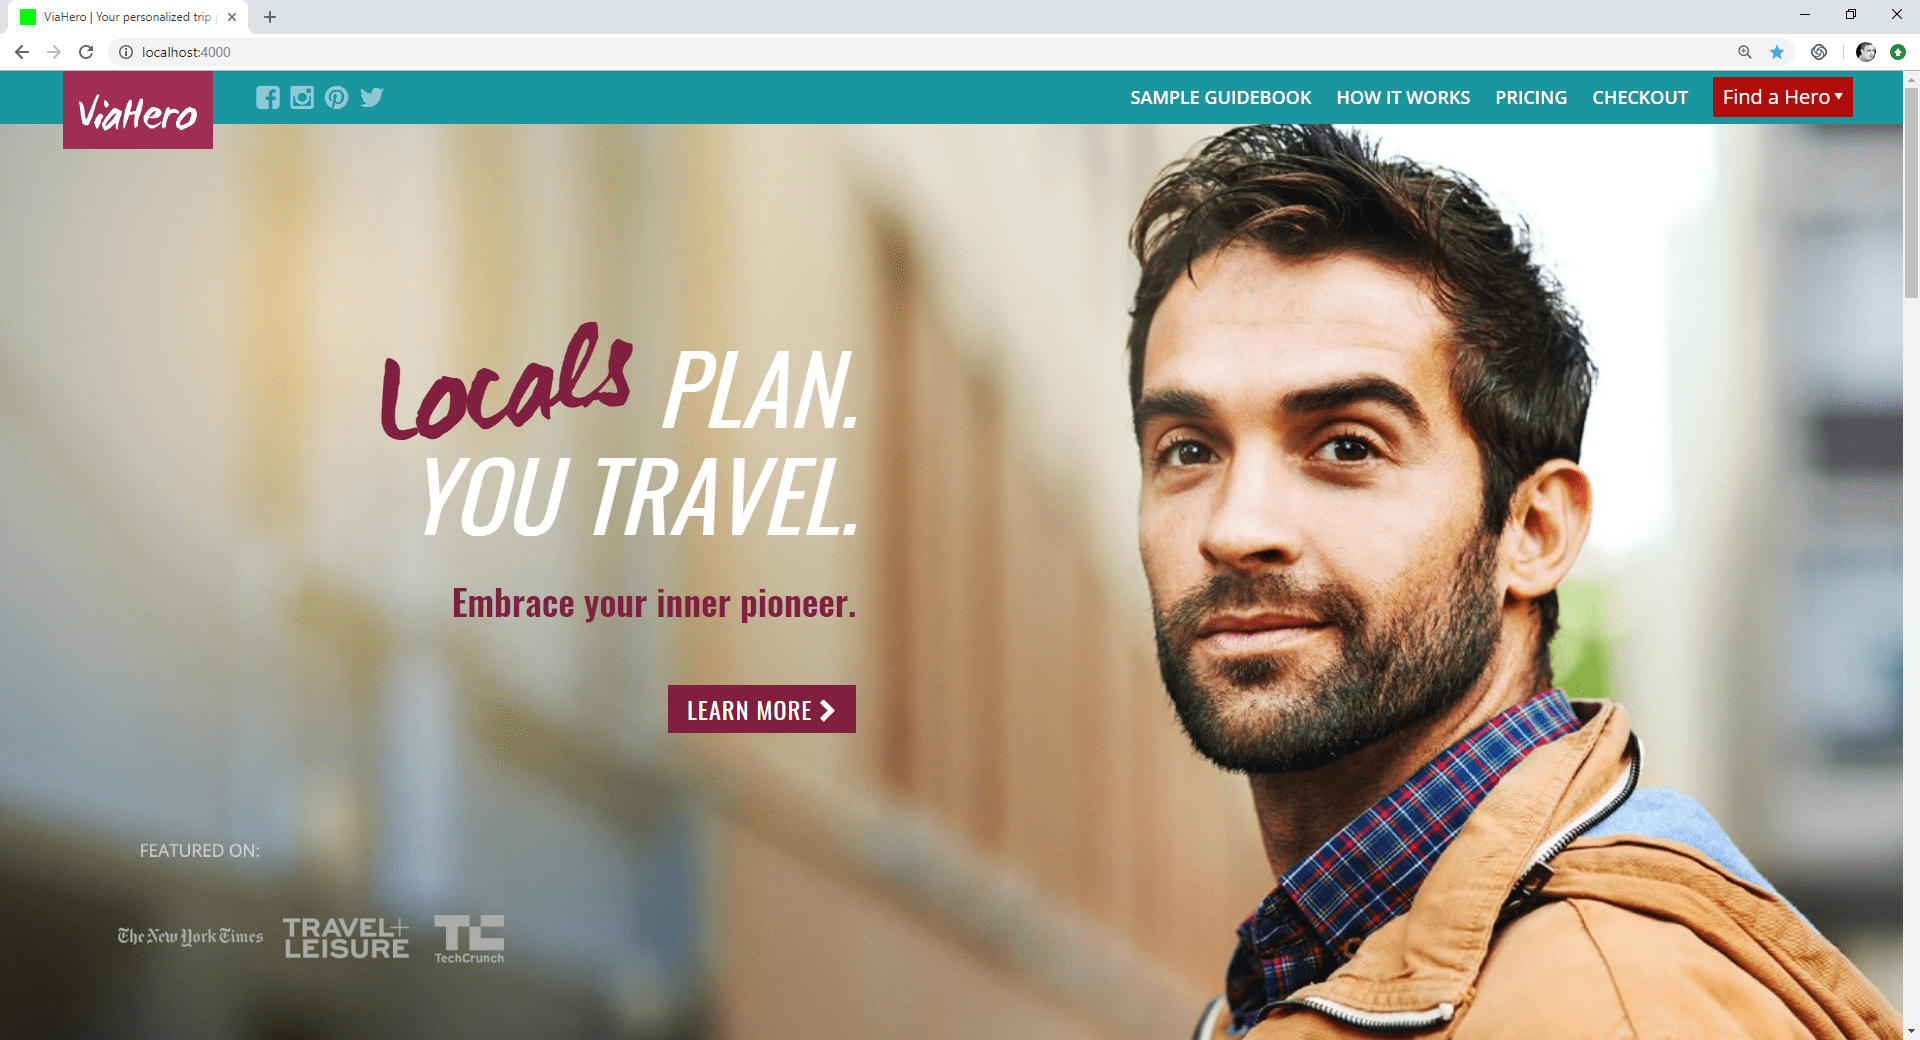 ViaHero | Your personalized trip
localhost:4000
ViaHero
SAMPLE GUIDEBOOK HOW IT WORKS PRICING CHECKOUT Find a Hero
Locals PLAN.
YOU TRAVEL.
Embrace your inner pioneer.
LEARN MORE
FEATURED ON:
The New York Times
TRAVEL+
LEISURE
TC
TechCrunch